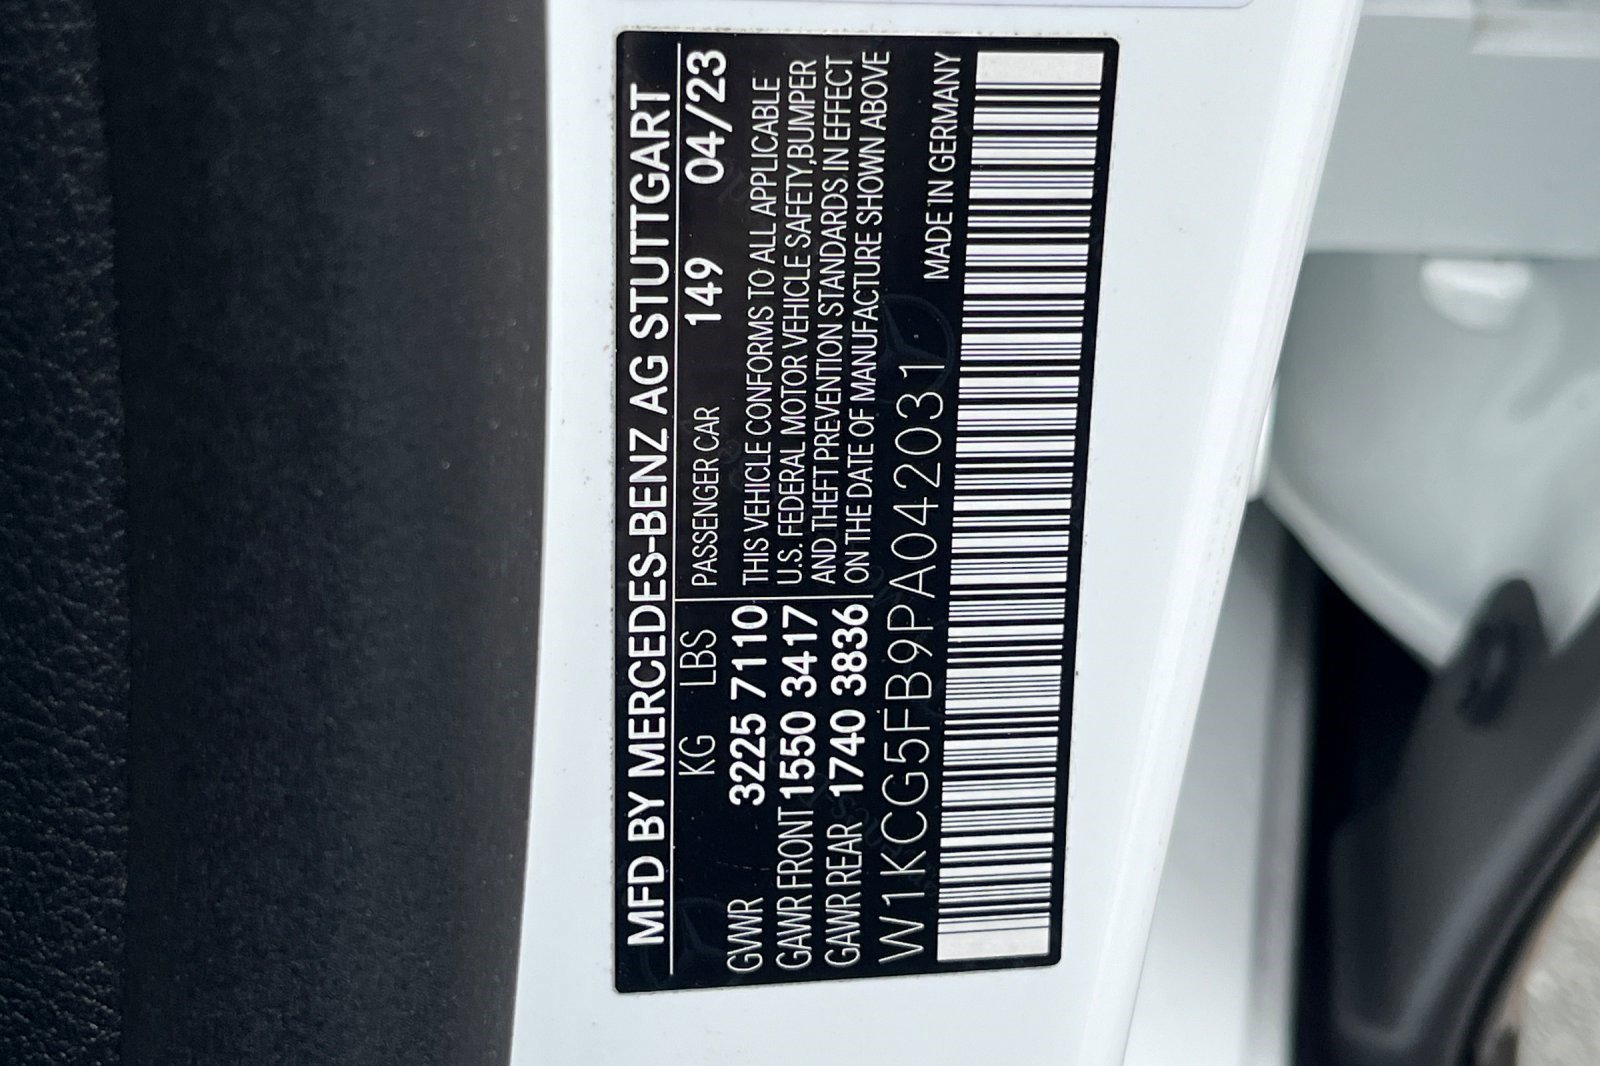 MFD BY MERCEDES-BENZ AG STUTTGART
KG LBS PASSENGER CAR 149 04/23
GVWR 3225 7110 THIS VEHICLE CONFORMS TO ALL APPLICABLE
GAWR FRONT 1550 3417 U.S. FEDERAL MOTOR VEHICLE SAFETY,BUMPER
GAWR REAR 1740 3836 AND THEFT PREVENTION STANDARDS IN EFFECT
ON THE DATE OF MANUFACTURE SHOWN ABOVE
W1KCG5FB9PA042031
MADE IN GERMANY